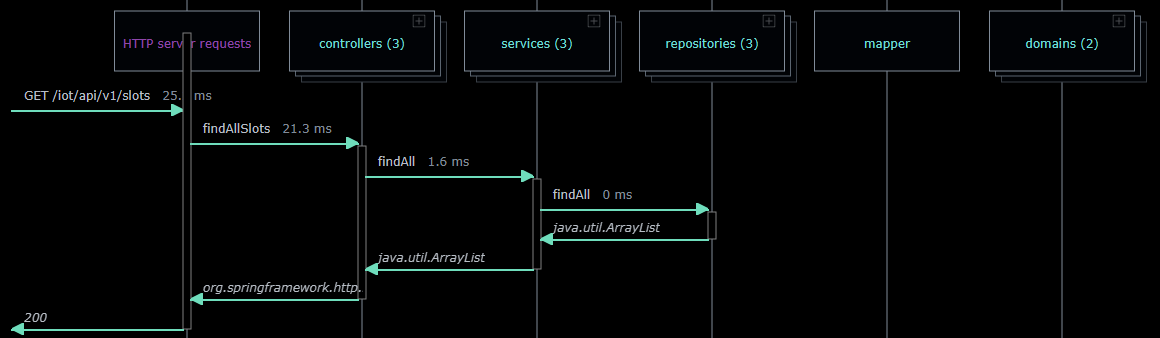 HTTP server requests
controllers (3)
services (3)
repositories (3)
mapper
domains (2)
GET /iot/api/v1/slots 25. ms
findAllSlots 21.3 ms
findAll 1.6 ms
findAll 0 ms
java.util.ArrayList
java.util.ArrayList
org.springframework.http.
200